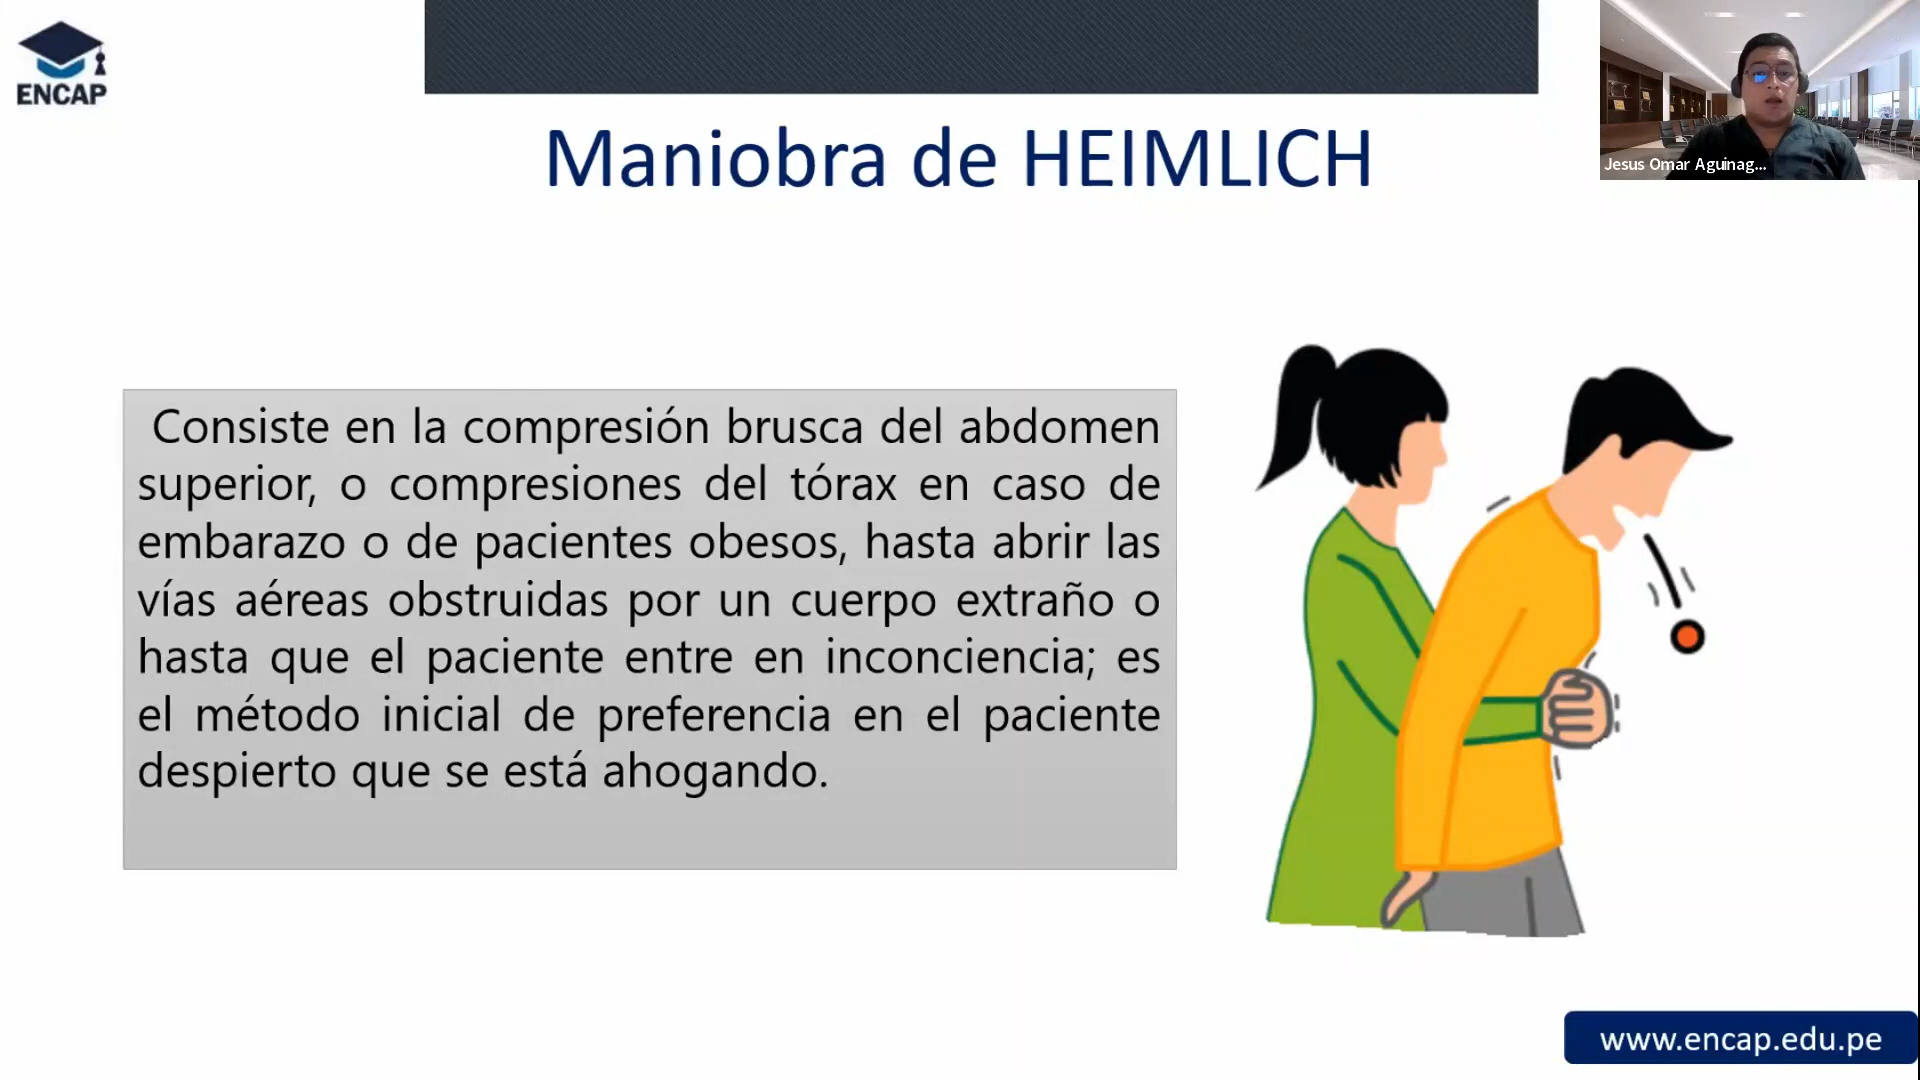 ENCAP
Jesus Omar Aguinag...
Maniobra de HEIMLICH
Consiste en la compresión brusca del abdomen
superior, o compresiones del tórax en caso de
embarazo o de pacientes obesos, hasta abrir las
vías aéreas obstruidas por un cuerpo extraño o
hasta que el paciente entre en inconciencia; es
el método inicial de preferencia en el paciente
despierto que se está ahogando.
www.encap.edu.pe